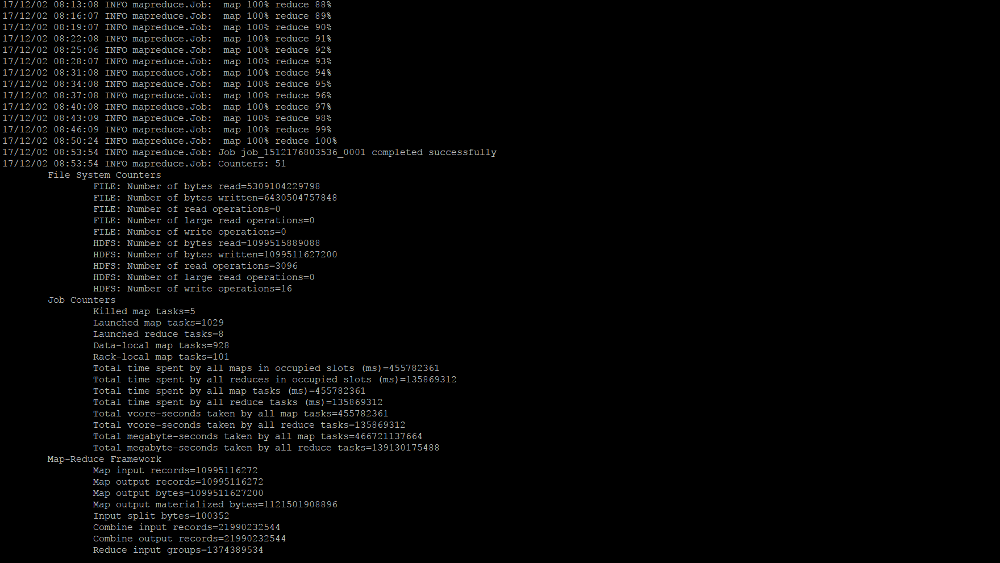 17/12/02 08:13:08 INFO mapreduce.Job:  map 100% reduce 88%
17/12/02 08:16:07 INFO mapreduce.Job:  map 100% reduce 89%
17/12/02 08:19:07 INFO mapreduce.Job:  map 100% reduce 90%
17/12/02 08:22:08 INFO mapreduce.Job:  map 100% reduce 91%
17/12/02 08:25:06 INFO mapreduce.Job:  map 100% reduce 92%
17/12/02 08:28:07 INFO mapreduce.Job:  map 100% reduce 93%
17/12/02 08:31:08 INFO mapreduce.Job:  map 100% reduce 94%
17/12/02 08:34:08 INFO mapreduce.Job:  map 100% reduce 95%
17/12/02 08:37:08 INFO mapreduce.Job:  map 100% reduce 96%
17/12/02 08:40:08 INFO mapreduce.Job:  map 100% reduce 97%
17/12/02 08:43:09 INFO mapreduce.Job:  map 100% reduce 98%
17/12/02 08:46:09 INFO mapreduce.Job:  map 100% reduce 99%
17/12/02 08:50:24 INFO mapreduce.Job:  map 100% reduce 100%
17/12/02 08:53:54 INFO mapreduce.Job: Job job_1512176803536_0001 completed successfully
17/12/02 08:53:54 INFO mapreduce.Job: Counters: 51
File System Counters
FILE: Number of bytes read=5309104229798
FILE: Number of bytes written=6430504757848
FILE: Number of read operations=0
FILE: Number of large read operations=0
FILE: Number of write operations=0
HDFS: Number of bytes read=1099515889088
HDFS: Number of bytes written=1099511627200
HDFS: Number of read operations=3096
HDFS: Number of large read operations=0
HDFS: Number of write operations=16
Job Counters
Killed map tasks=5
Launched map tasks=1029
Launched reduce tasks=8
Data-local map tasks=928
Rack-local map tasks=101
Total time spent by all maps in occupied slots (ms)=455782361
Total time spent by all reduces in occupied slots (ms)=135869312
Total time spent by all map tasks (ms)=455782361
Total time spent by all reduce tasks (ms)=135869312
Total vcore-seconds taken by all map tasks=455782361
Total vcore-seconds taken by all reduce tasks=135869312
Total megabyte-seconds taken by all map tasks=466721137664
Total megabyte-seconds taken by all reduce tasks=139130175488
Map-Reduce Framework
Map input records=10995116272
Map output records=10995116272
Map output bytes=1099511627200
Map output materialized bytes=1121501908896
Input split bytes=100352
Combine input records=21990232544
Combine output records=21990232544
Reduce input groups=1374389534